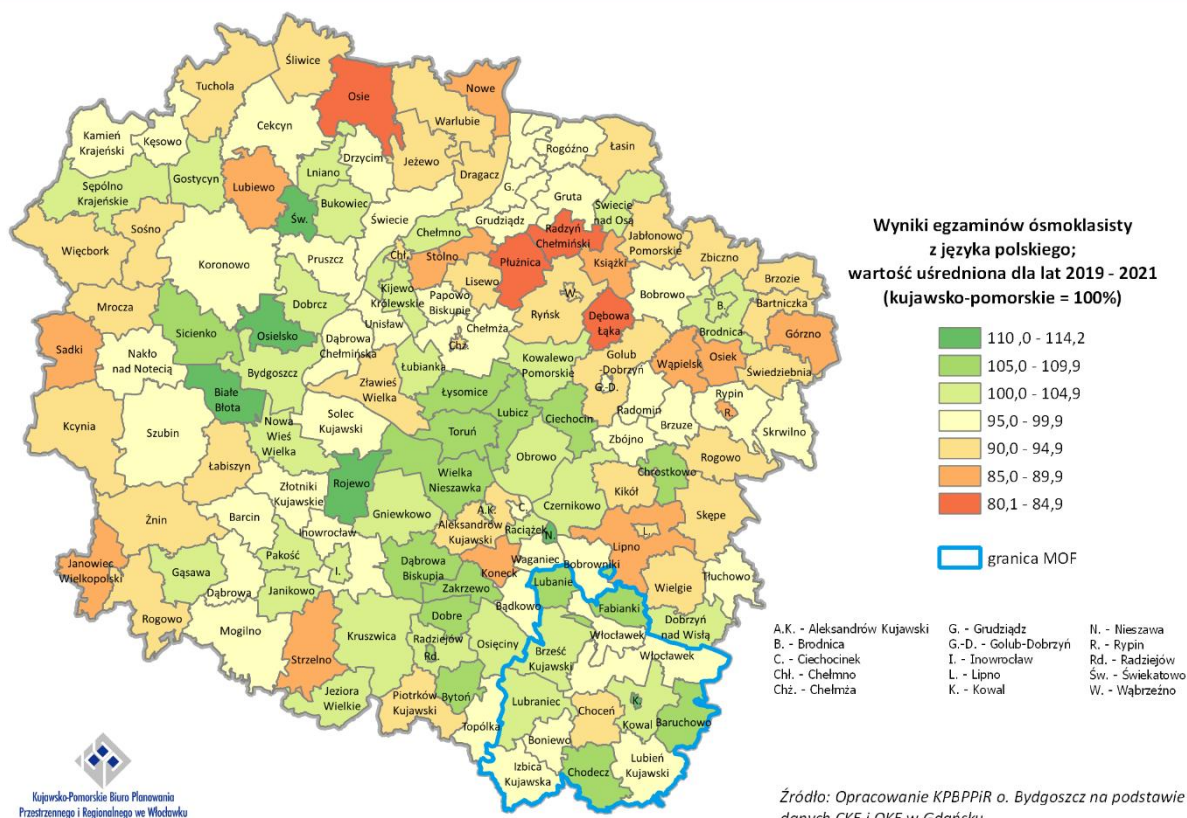 Śliwice
Tuchola
Osie
Nowe
Cekcyn
Warlubie
Kamień
Krajeński
Kęsowo
Rogóźno
Łasin
Drzycim
Jeżewo
Lniano
Dragacz
G.
Gostycyn
Lubiewo
Gruta
Sępólno
Krajeńskie
Bukowiec
Św.
Świecie
Grudziądz
Świecie
nad Osą
Chełmno
Radzyń
Chełmiński
Sośno
Więcbork
Jabłonowo
Pomorskie
Zbiczno
Koronowo
Pruszcz
Chł.
Stolno
Płużnica
Książki
Brzozie
Lisewo
W.
Kijewo
Królewskie
Papowo
Biskupie
Bobrowo
Bartniczka
Mrocza
Dobrcz
B.
Ryńsk
Dębowa
Łąka
Sicienko
Osielsko
Unisław
Chełmża
Brodnica
Górzno
Sadki
Dąbrowa
Chełmińska
Chż.
Nakło
nad Notecią
Golub
-Dobrzyń
Wąpielsk
Osiek
Kowalewo
Pomorskie
Świedziebnia
Bydgoszcz
Łubianka
Zławieś
Wielka
G.-D.
Białe
Błota
Łysomice
Rypin
R.
Kcynia
Solec
Kujawski
Lubicz
Ciechocin
Radomin
Brzuze
Szubin
Nowa
Wieś
Wielka
Toruń
Zbójno
Skrwilno
Obrowo
Łabiszyn
Rogowo
Wielka
Nieszawka
Chrostkowo
Złotniki
Kujawskie
Rojewo
Kikół
Czernikowo
Gniewkowo
A.K.
C.
Skępe
Żnin
Barcin
Inowrocław
Aleksandrów
Kujawski
Raciążek
N.
L.
Lipno
Pakość
I.
Dąbrowa
Biskupia
Waganiec
Bobrowniki
Janowiec
Wielkopolski
Gąsawa
Koneck
Tłuchowo
Dąbrowa
Janikowo
Zakrzewo
Lubanie
Wielgie
Bądkowo
Fabianki
Rogowo
Dobre
Dobrzyń
nad Wisłą
Mogilno
Kruszwica
Radziejów
Osięciny
Włocławek
Strzelno
Rd.
Brześć
Kujawski
Włocławek
Jeziora
Wielkie
Piotrków
Kujawski
Bytoń
Lubraniec
K.
Choceń
Kowal
Baruchowo
Topólka
Boniewo
Izbica
Kujawska
Chodecz
Lubień
Kujawski
Wyniki egzaminów ósmoklasisty
z języka polskiego;
wartość uśredniona dla lat 2019 - 2021
(kujawsko-pomorskie = 100%)
110 ,0 - 114,2
105,0 - 109,9
100,0 - 104,9
95,0 - 99,9
90,0 - 94,9
85,0 - 89,9
80,1 - 84,9
granica MOF
A.K. - Aleksandrów Kujawski
B. - Brodnica
C. - Ciechocinek
Chł. - Chełmno
Chż. - Chełmża
G. - Grudziądz
G.-D. - Golub-Dobrzyń
I. - Inowrocław
L. - Lipno
K. - Kowal
N. - Nieszawa
R. - Rypin
Rd. - Radziejów
Św. - Świekatowo
W. - Wąbrzeźno
Kujawsko-Pomorskie Biuro Planowania
Przestrzennego i Regionalnego we Włocławku
Źródło: Opracowanie KPBPPiR o. Bydgoszcz na podstawie
danych CKE i OKE w Gdańsku